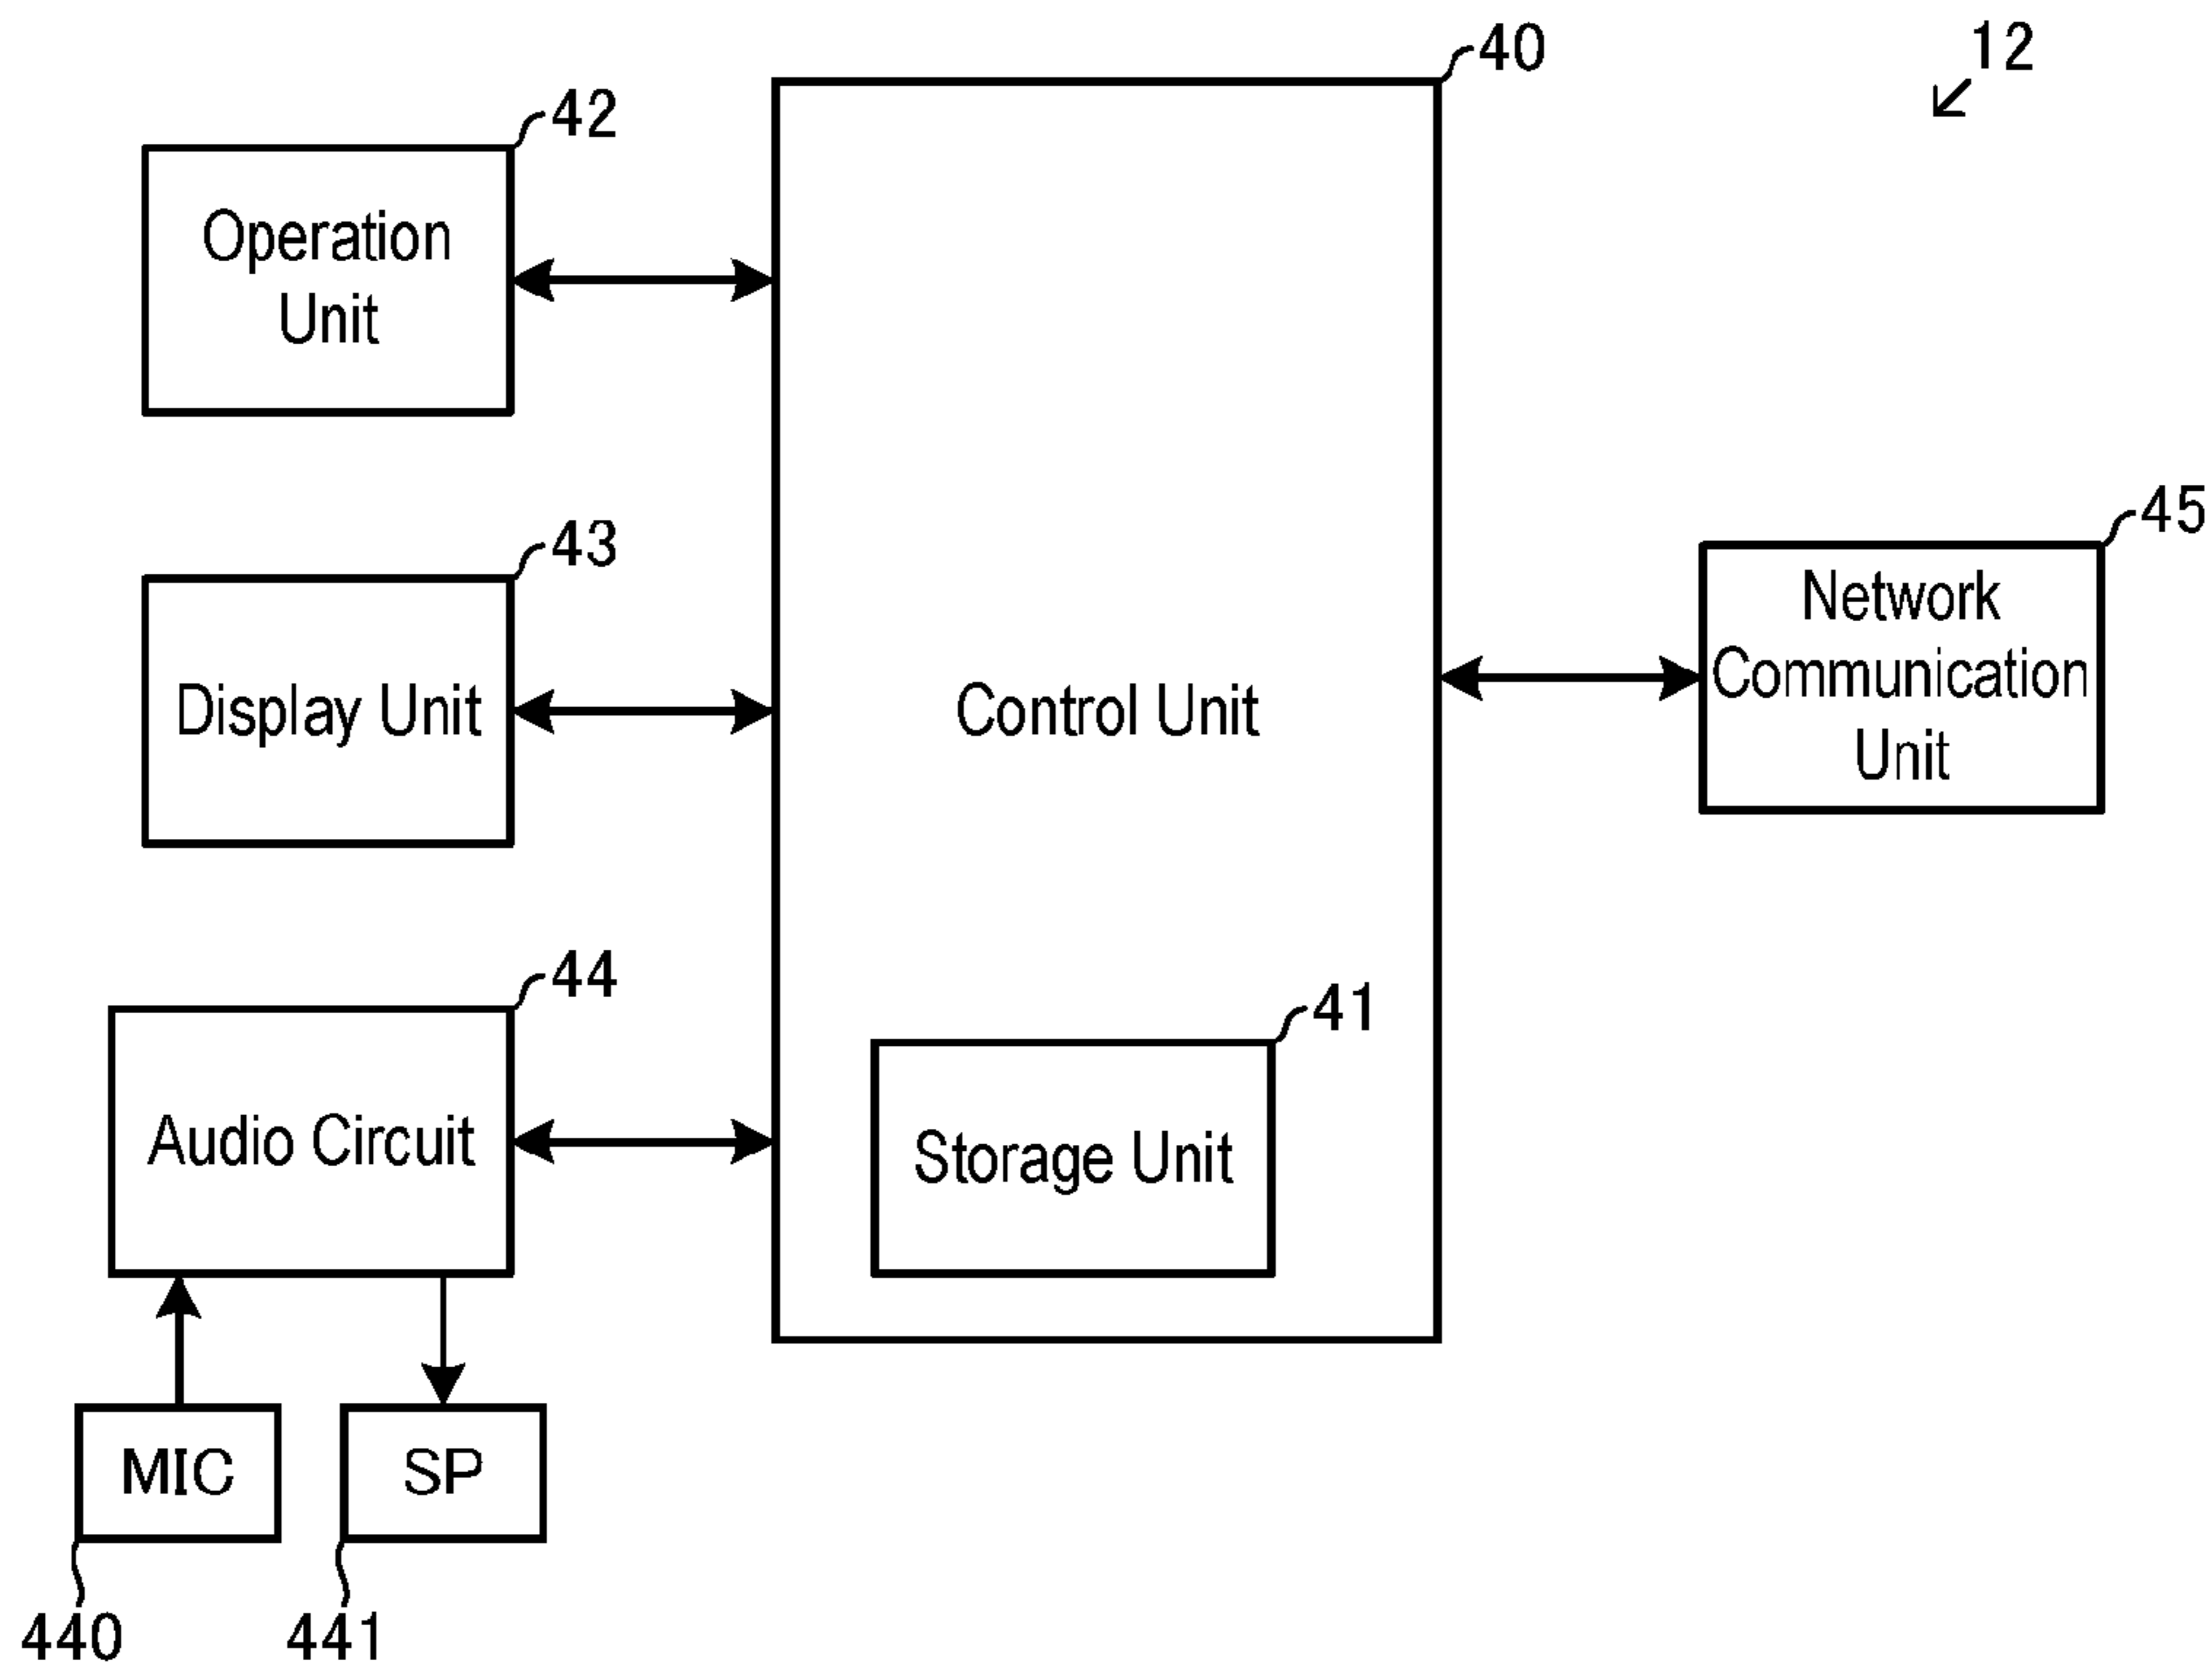 12
40
42
Operation
Unit
43
Display Unit
Control Unit
45
Network
Communication
Unit
44
Audio Circuit
41
Storage Unit
MIC
SP
440
441